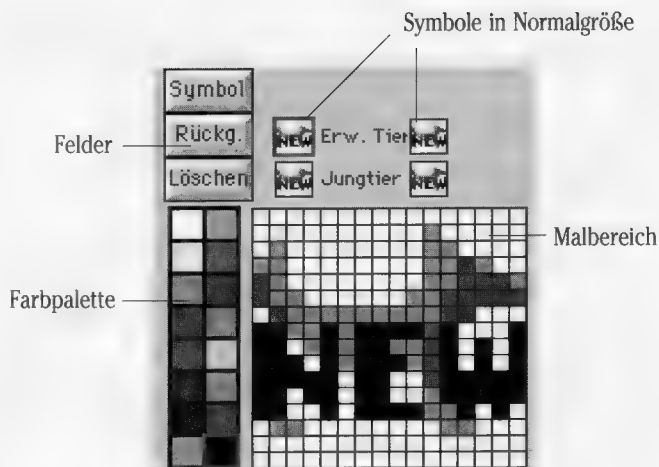 Symbole in Normalgröße
Symbol
Rückg.
Löschen
NEW Erw. Tier NEW
NEW Jungtier NEW
Felder
Malbereich
Farbpalette
NEW